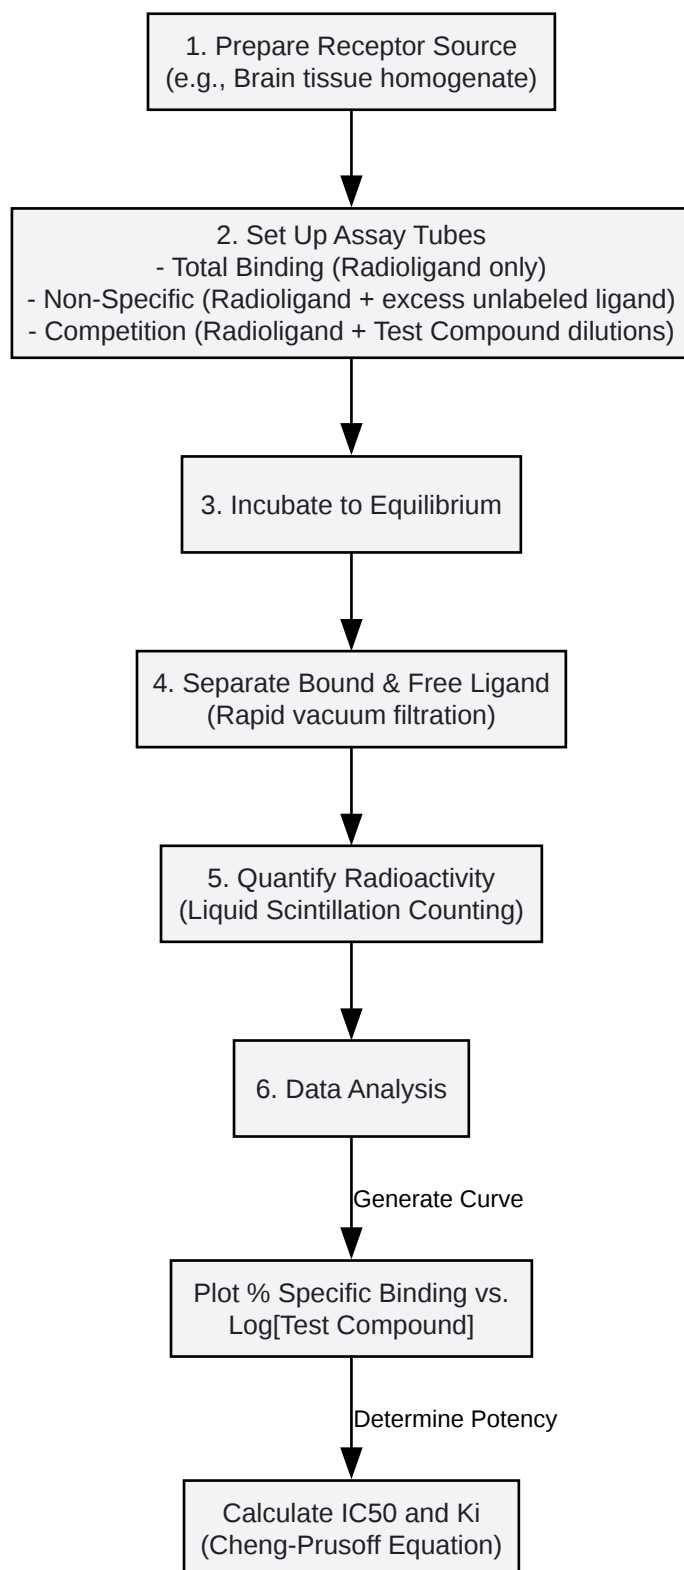 1. Prepare Receptor Source
(e.g., Brain tissue homogenate)
2. Set Up Assay Tubes
- Total Binding (Radioligand only)
- Non-Specific (Radioligand + excess unlabeled ligand)
- Competition (Radioligand + Test Compound dilutions)
3. Incubate to Equilibrium
4. Separate Bound & Free Ligand
(Rapid vacuum filtration)
5. Quantify Radioactivity
(Liquid Scintillation Counting)
6. Data Analysis
Generate Curve
Plot % Specific Binding vs.
Log[Test Compound]
Determine Potency
Calculate IC50 and Ki
(Cheng-Prusoff Equation)